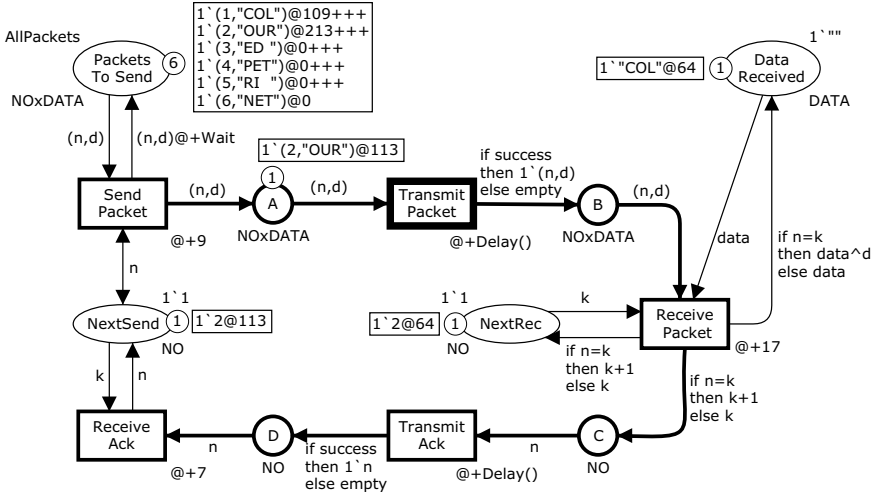 AllPackets
1`(1,"COL")@109+++
1`(2,"OUR")@213+++
1`(3,"ED ")@0+++
1`(4,"PET")@0+++
1`(5,"RI  ")@0+++
1`(6,"NET")@0
1`""
Packets
To Send
6
1`"COL"@64
1
Data
Received
NOxDATA
DATA
(n,d)
(n,d)@+Wait
1`(2,"OUR")@113
1
if success
then 1`(n,d)
else empty
Send
Packet
(n,d)
A
(n,d)
Transmit
Packet
B
(n,d)
@+9
NOxDATA
@+Delay()
NOxDATA
data
if n=k
then data^d
else data
n
1`1
1`1
NextSend
1
1`2@113
1`2@64
1
NextRec
k
Receive
Packet
NO
NO
@+17
if n=k
then k+1
else k
k
n
if n=k
then k+1
else k
Receive
Ack
n
D
Transmit
Ack
n
C
if success
then 1`n
else empty
@+7
NO
@+Delay()
NO